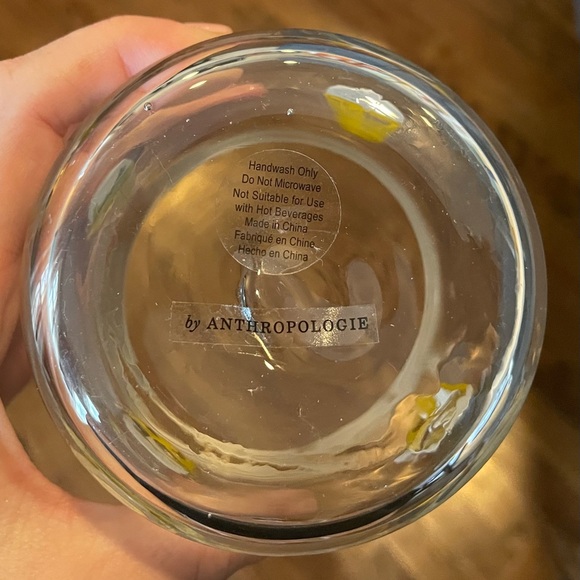 Handwash Only
Do Not Microwave
Not Suitable for Use
with Hot Beverages
Made in China
Fabriqué en Chine
Hecho en China
by ANTHROPOLOGIE